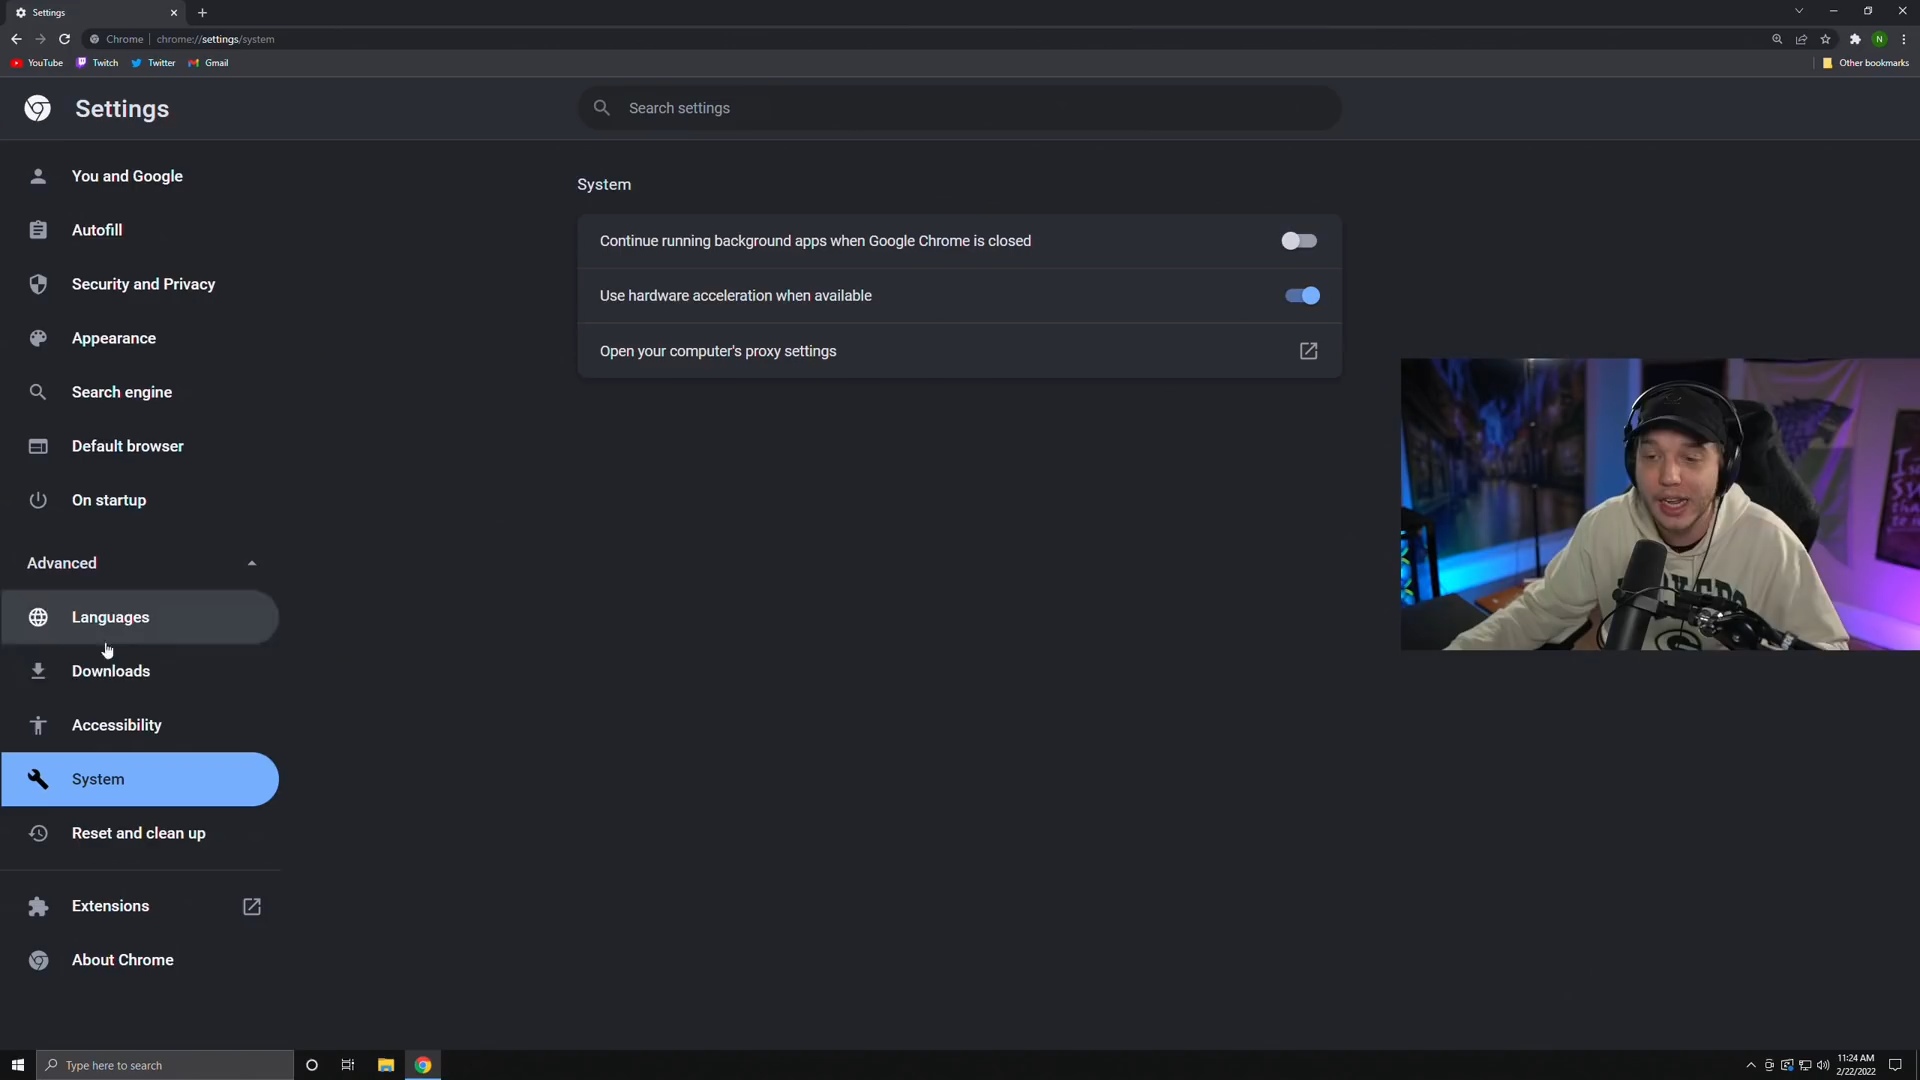 Settings
Chrome chrome://settings/system
YouTube Twitch Twitter Gmail Other bookmarks
N
Settings
Search settings
You and Google
Autofill
Security and Privacy
Appearance
Search engine
Default browser
On startup
Advanced
Languages
Downloads
Accessibility
System
Reset and clean up
Extensions
About Chrome
System
Continue running background apps when Google Chrome is closed
Use hardware acceleration when available
Open your computer's proxy settings
Type here to search
11:24 AM
2/22/2022